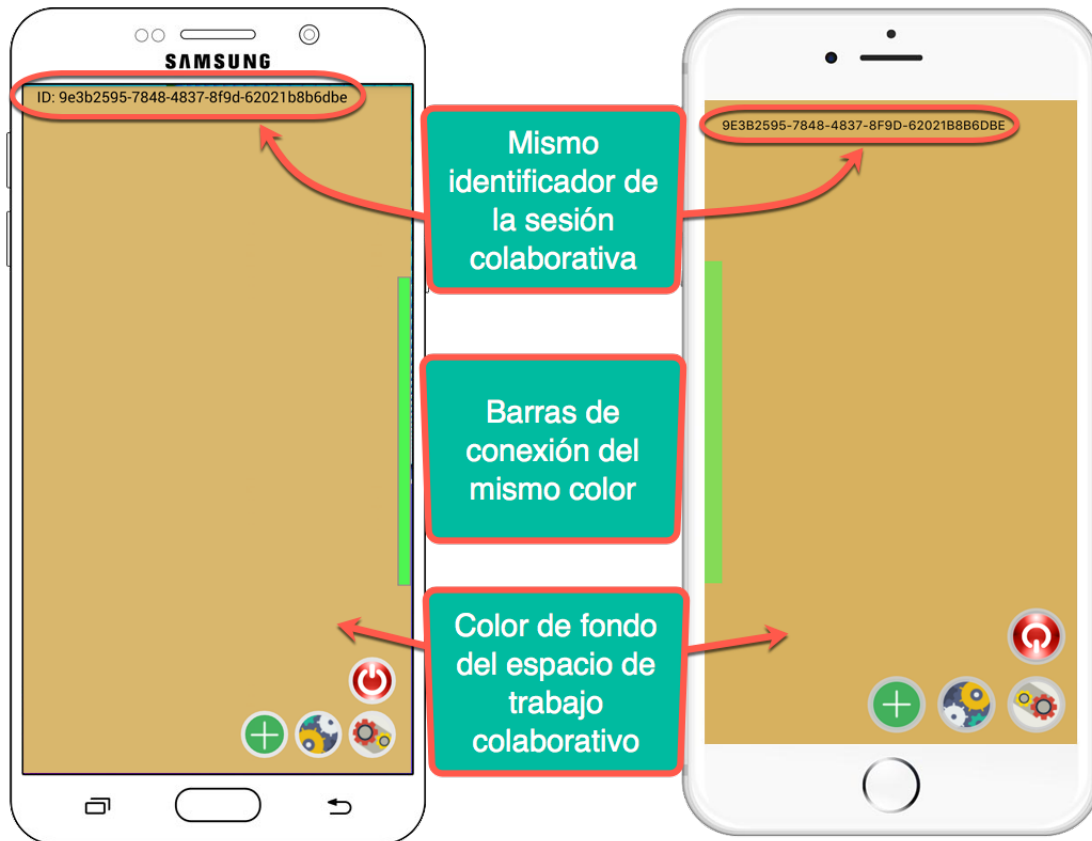 SAMSUNG
ID: 9e3b2595-7848-4837-8f9d-62021b8b6dbe
9E3B2595-7848-4837-8F9D-62021B8B6DBE
Mismo
identificador de
la sesión
colaborativa
Barras de
conexión del
mismo color
Color de fondo
del espacio de
trabajo
colaborativo